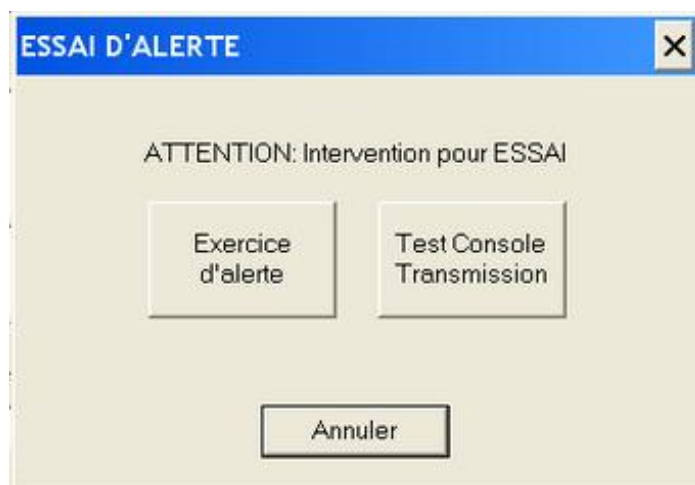 ESSAI D'ALERTE
ATTENTION: Intervention pour ESSAI
Exercice
d'alerte
Test Console
Transmission
Annuler